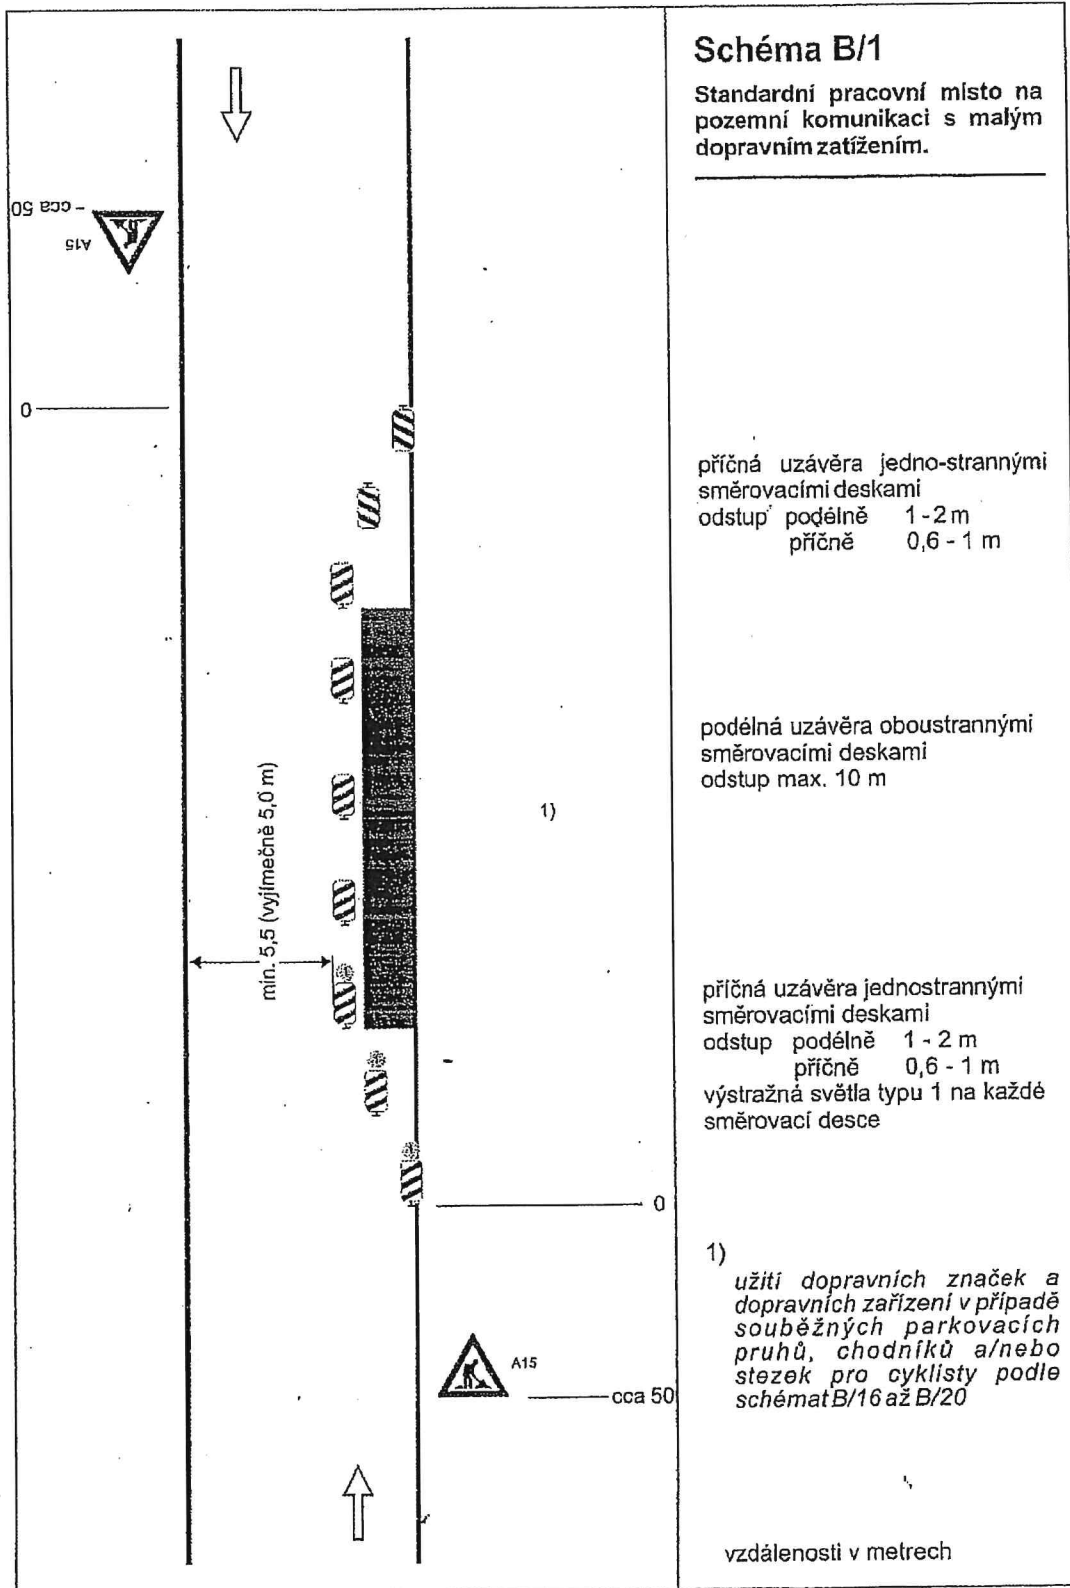 Schéma B/1
Standardní pracovní místo na
pozemní komunikaci s malým
dopravním zatížením.
- cca 50
A15
0
příčná uzávěra jedno-strannými
směrovacími deskami
odstup podélně 1 - 2 m
příčně 0,6 - 1 m
podélná uzávěra oboustrannými
směrovacími deskami
odstup max. 10 m
1)
min. 5,5 (vyjímečně 5,0 m)
příčná uzávěra jednostrannými
směrovacími deskami
odstup podélně 1 - 2 m
příčně 0,6 - 1 m
výstražná světla typu 1 na každé
směrovací desce
0
1)
užití dopravních značek a
dopravních zařízení v případě
souběžných parkovacích
pruhů, chodníků a/nebo
stezek pro cyklisty podle
schémat B/16 až B/20
A15
cca 50
vzdálenosti v metrech